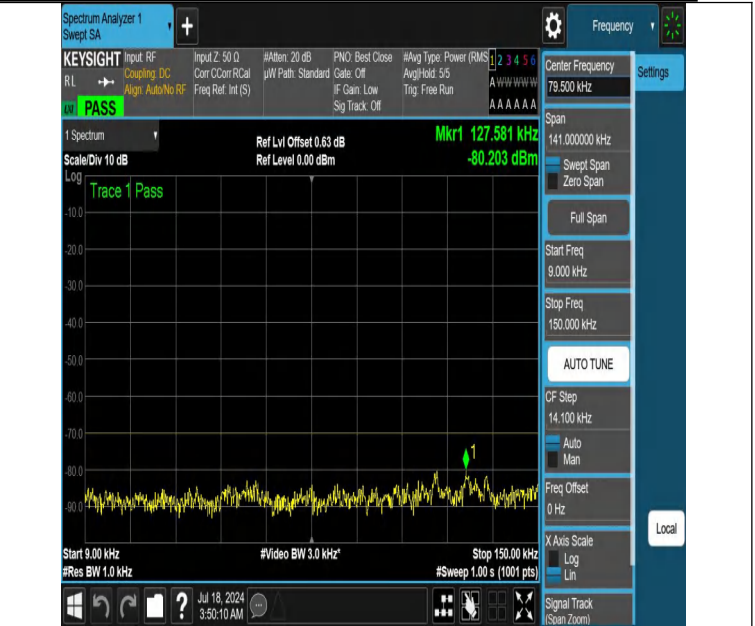 Spectrum Analyzer 1
Swept SA
+
Frequency
KEYSIGHT
RL
PASS
Input: RF
Coupling: DC
Align: Auto/No RF
Input Z: 50 Ω
Corr CCorr RCal
Freq Ref: Int (S)
#Atten: 20 dB
µW Path: Standard
PNO: Best Close
Gate: Off
IF Gain: Low
Sig Track: Off
#Avg Type: Power (RMS
Avg|Hold: 5/5
Trig: Free Run
1 2 3 4 5 6
A W W W W W
A A A A A A
Center Frequency
79.500 kHz
Settings
1 Spectrum
Scale/Div 10 dB
Ref Lvl Offset 0.63 dB
Ref Level 0.00 dBm
Mkr1 127.581 kHz
-80.203 dBm
Log
Trace 1 Pass
-10.0
-20.0
-30.0
-40.0
-50.0
-60.0
-70.0
-80.0
-90.0
1
Span
141.000000 kHz
Swept Span
Zero Span
Full Span
Start Freq
9.000 kHz
Stop Freq
150.000 kHz
AUTO TUNE
CF Step
14.100 kHz
Auto
Man
Freq Offset
0 Hz
X Axis Scale
Log
Lin
Signal Track
(Span Zoom)
Local
Start 9.00 kHz
#Res BW 1.0 kHz
#Video BW 3.0 kHz*
Stop 150.00 kHz
#Sweep 1.00 s (1001 pts)
?
Jul 18, 2024
3:50:10 AM